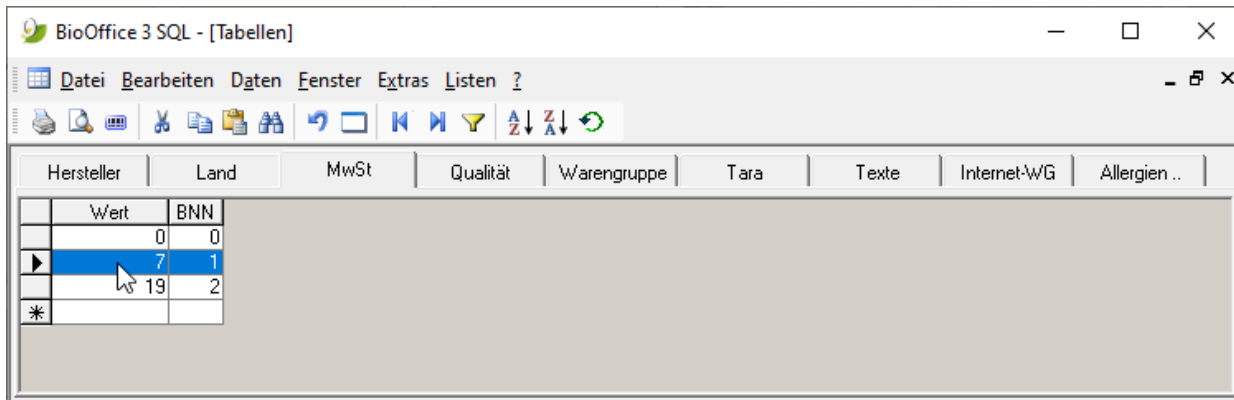 BioOffice 3 SQL - [Tabellen]
Datei Bearbeiten Daten Fenster Extras Listen ?
Hersteller Land MwSt Qualität Warengruppe Tara Texte Internet-WG Allergien ..
Wert BNN
0 0
7 1
19 2